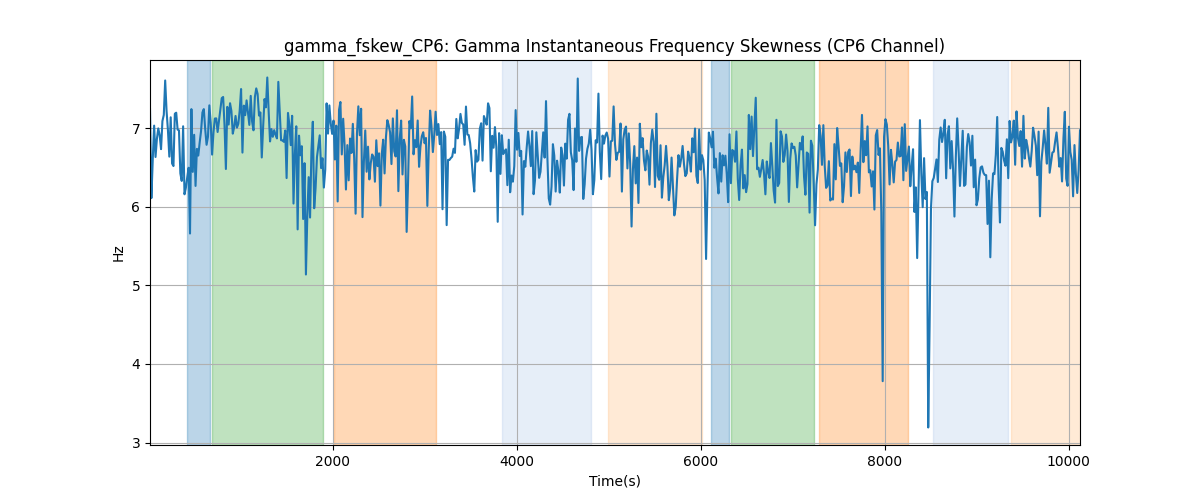 gamma_fskew_CP6: Gamma Instantaneous Frequency Skewness (CP6 Channel)
7
6
5
4
3
Hz
2000 4000 6000 8000 10000
Time(s)